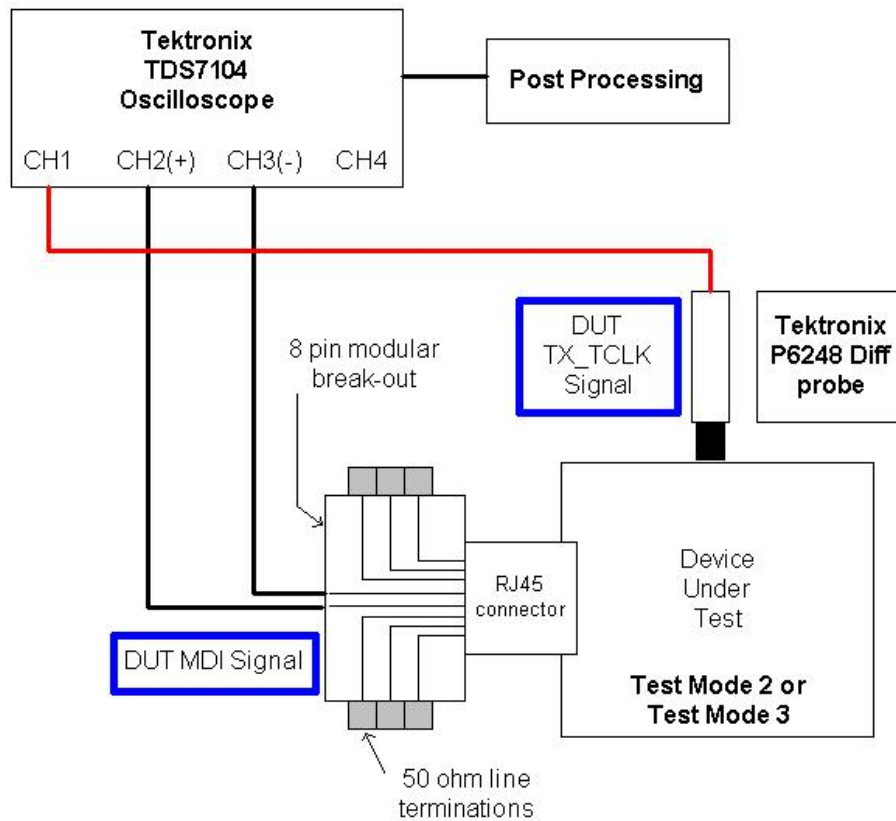 Tektronix
TDS7104
Oscilloscope
CH1 CH2(+) CH3(-) CH4
Post Processing
DUT
TX_TCLK
Signal
Tektronix
P6248 Diff
probe
8 pin modular
break-out
RJ45
connector
Device
Under
Test
Test Mode 2 or
Test Mode 3
DUT MDI Signal
50 ohm line
terminations